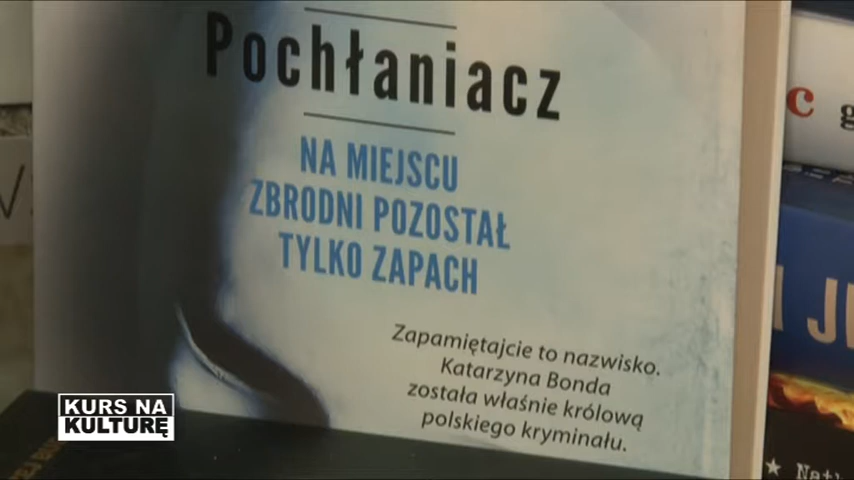 Pochłaniacz
NA MIEJSCU
ZBRODNI POZOSTAŁ
TYLKO ZAPACH
Zapamiętajcie to nazwisko.
Katarzyna Bonda
została właśnie królową
polskiego kryminału.
KURS NA
KULTURĘ